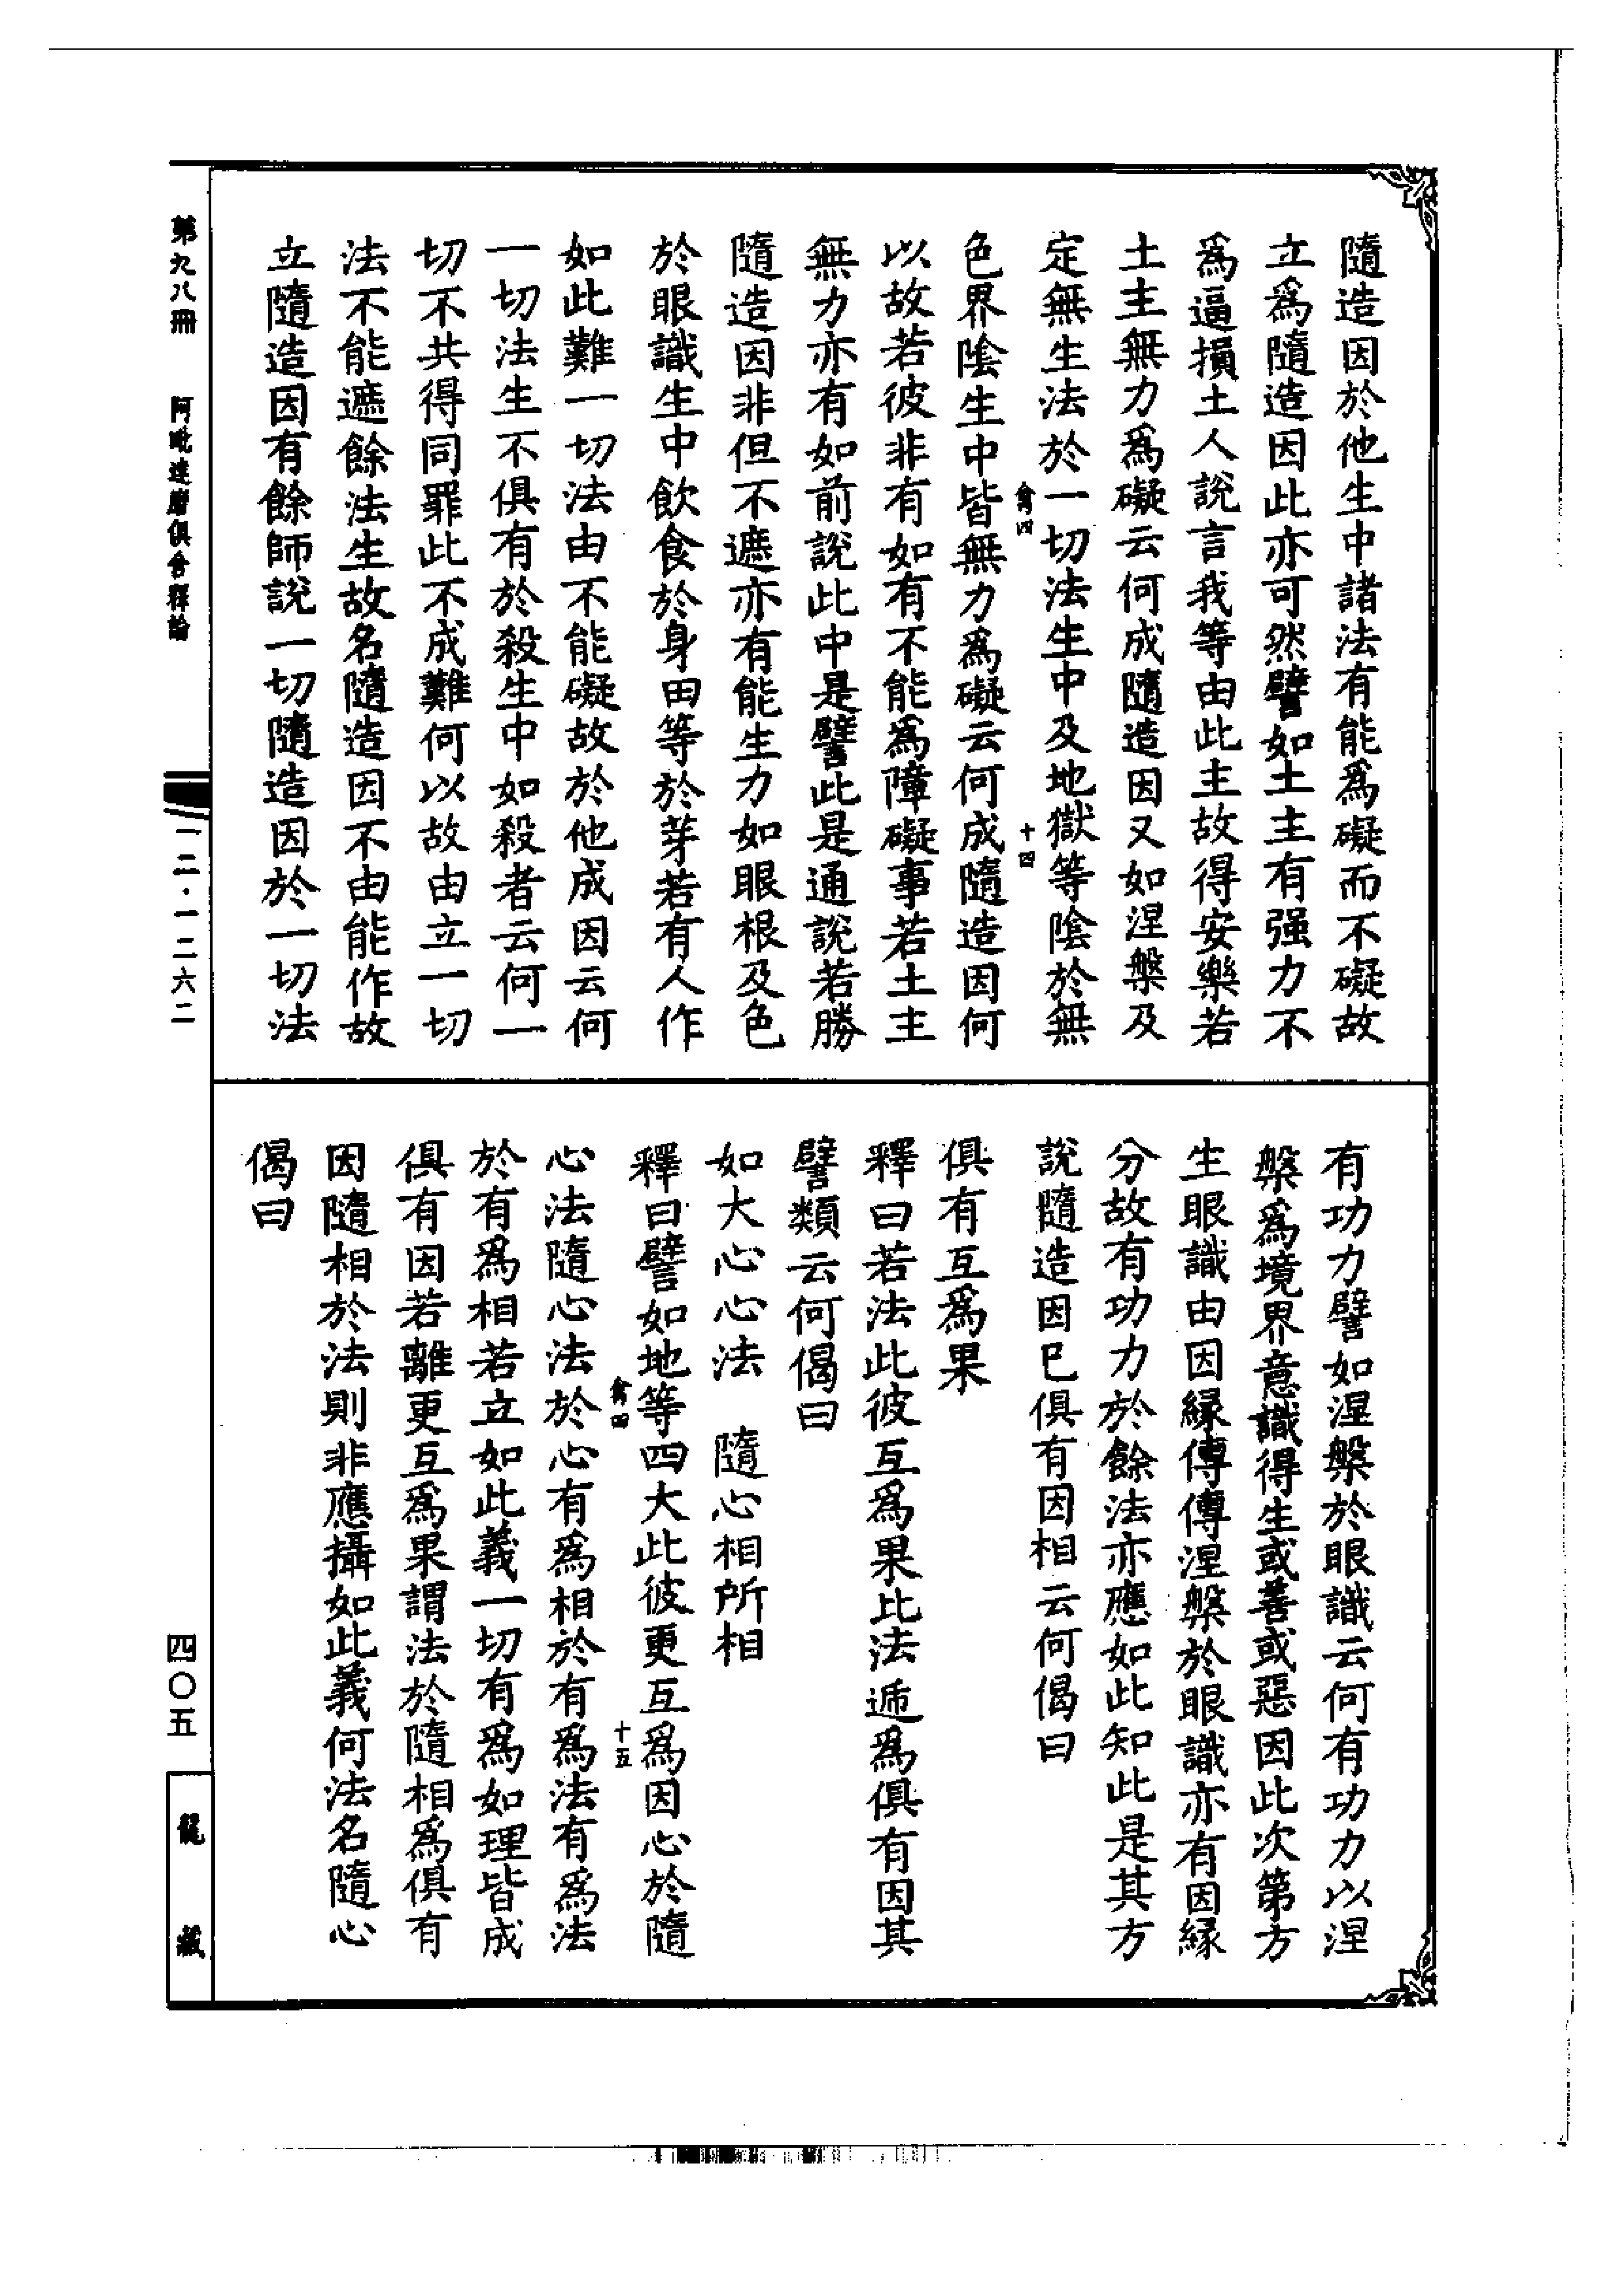 隨造因於他生中諸法有能爲礙而不礙故
立爲隨造因此亦可然譬如土主有强力不
爲逼損土人說言我等由此主故得安樂若
土主無力爲礙云何成隨造因又如涅槃及
定無生法於一切法生中及地獄等陰於無
禽四
十四
色界陰生中皆無力爲礙云何成隨造因何
以故若彼非有如有不能爲障礙事若土主
無力亦有如前說此中是譬此是通說若勝
隨造因非但不遮亦有能生力如眼根及色
於眼識生中飲食於身田等於芽若有人作
如此難一切法由不能礙故於他成因云何
一切法生不俱有於殺生中如殺者云何一
切不共得同罪此不成難何以故由立一切
法不能遮餘法生故名隨造因不由能作故
立隨造因有餘師說一切隨造因於一切法
有功力譬如涅槃於眼識云何有功力以涅
槃爲境界意識得生或善或惡因此次第方
生眼識由因緣傳傳涅槃於眼識亦有因緣
分故有功力於餘法亦應如此知此是其方
說隨造因巳俱有因相云何偈曰
俱有互爲果
釋曰若法此彼互爲果比法遞爲俱有因其
譬類云何偈曰
如大心心法　隨心相所相
釋曰譬如地等四大此彼更互爲因心於隨
禽四
十五
心法隨心法於心有爲相於有爲法有爲法
於有爲相若立如此義一切有爲如理皆成
俱有因若離更互爲果謂法於隨相爲俱有
因隨相於法則非應攝如此義何法名隨心
偈曰
第九八冊　阿毗達磨俱舍釋論
一二·一二六二
四〇五
龍藏